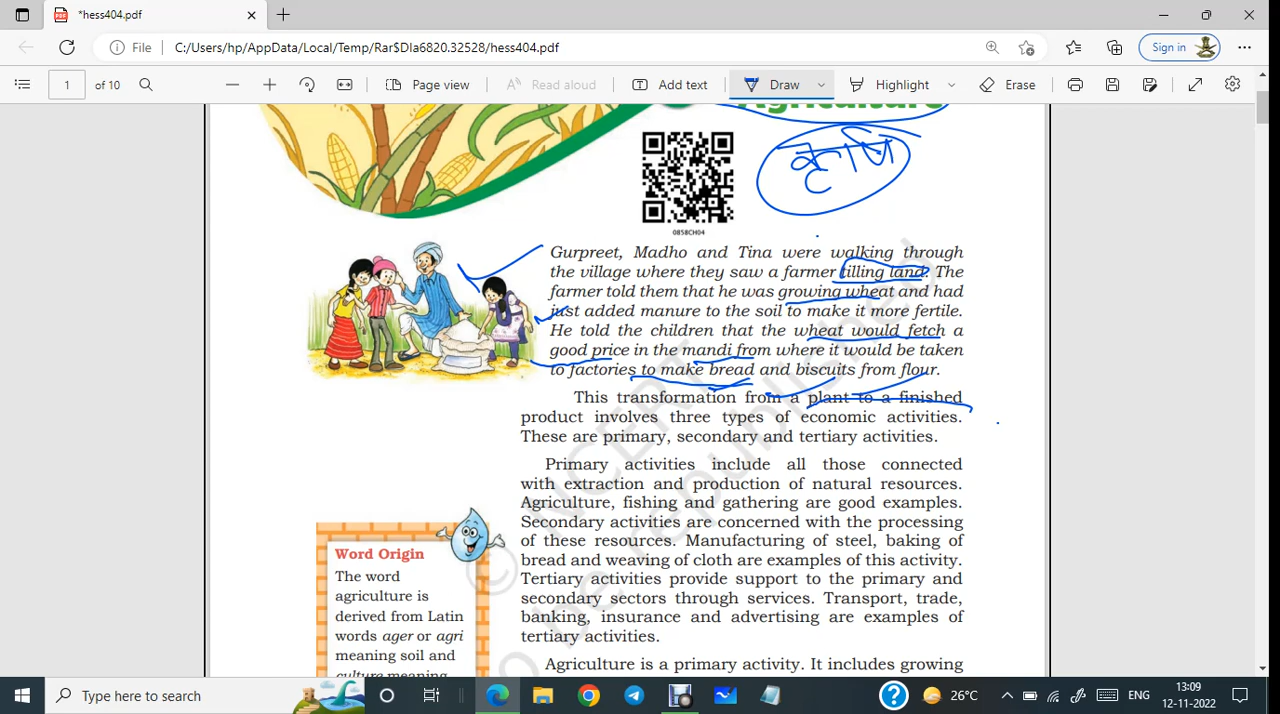 *hess404.pdf
File
C:/Users/hp/AppData/Local/Temp/Rar$DIa6820.32528/hess404.pdf
Sign in
1 of 10
Page view
Read aloud
Add text
Draw
Highlight
Erase
Agriculture
कृषि
0858CH04
Gurpreet, Madho and Tina were walking through
the village where they saw a farmer tilling land. The
farmer told them that he was growing wheat and had
just added manure to the soil to make it more fertile.
He told the children that the wheat would fetch a
good price in the mandi from where it would be taken
to factories to make bread and biscuits from flour.
This transformation from a plant to a finished
product involves three types of economic activities.
These are primary, secondary and tertiary activities.
Primary activities include all those connected
with extraction and production of natural resources.
Agriculture, fishing and gathering are good examples.
Secondary activities are concerned with the processing
of these resources. Manufacturing of steel, baking of
bread and weaving of cloth are examples of this activity.
Tertiary activities provide support to the primary and
secondary sectors through services. Transport, trade,
banking, insurance and advertising are examples of
tertiary activities.
Agriculture is a primary activity. It includes growing
Word Origin
The word
agriculture is
derived from Latin
words ager or agri
meaning soil and
culture meaning
© NCERT
o be republished
Type here to search
26°C
ENG
13:09
12-11-2022